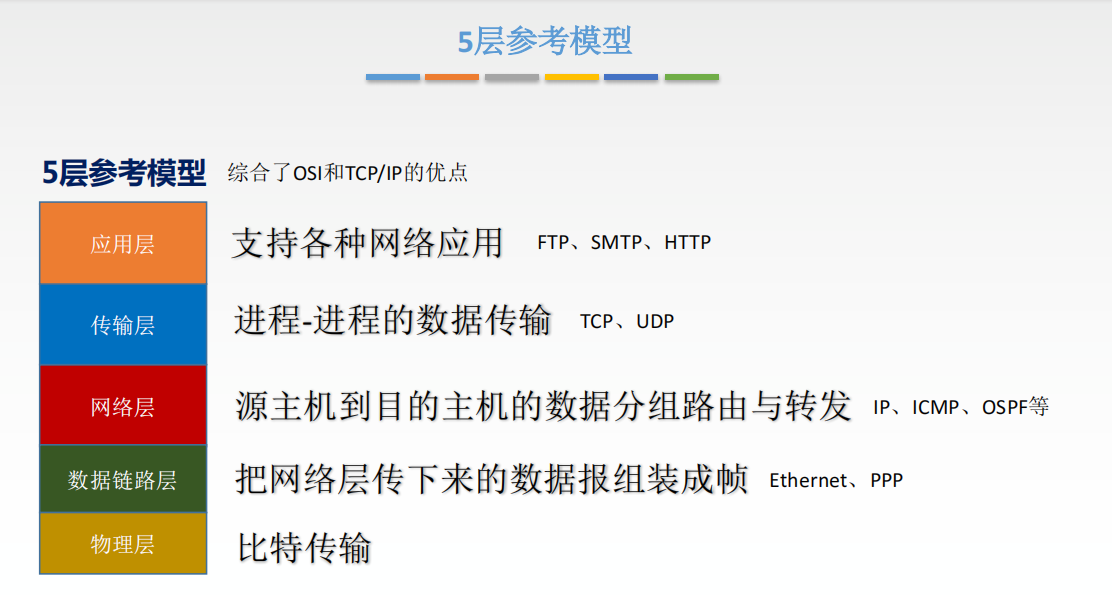 5层参考模型
5层参考模型 综合了OSI和TCP/IP的优点
应用层 支持各种网络应用 FTP、SMTP、HTTP
传输层 进程-进程的数据传输 TCP、UDP
网络层 源主机到目的主机的数据分组路由与转发 IP、ICMP、OSPF等
数据链路层 把网络层传下来的数据报组装成帧 Ethernet、PPP
物理层 比特传输